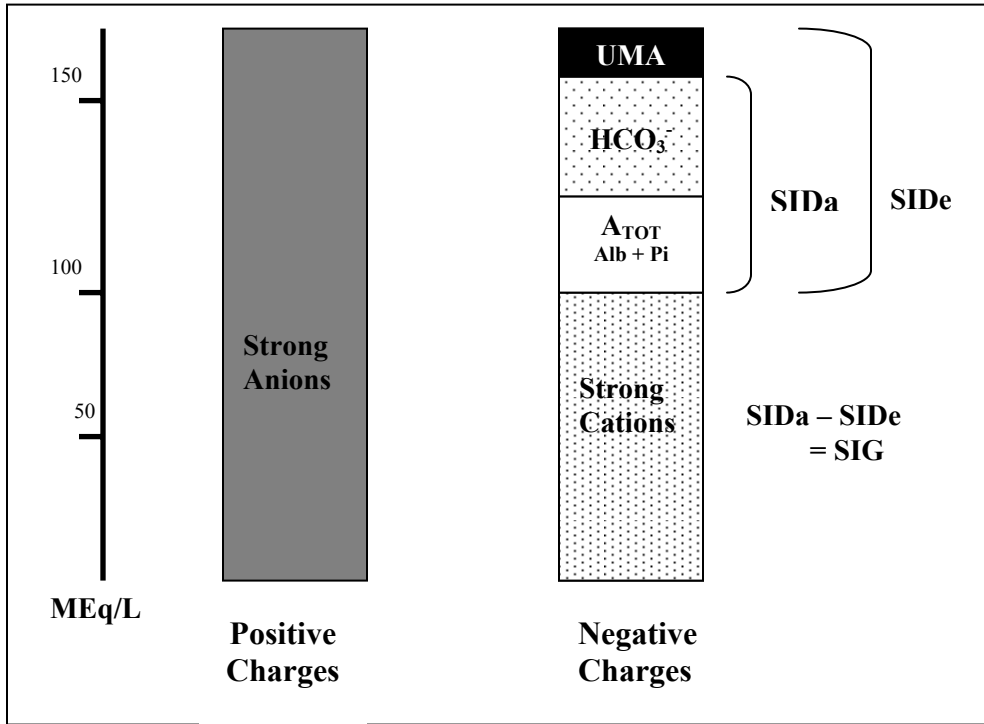 150
100
50
MEq/L
Strong
Anions
Positive
Charges
UMA
HCO₃⁻
A_TOT
Alb + Pi
Strong
Cations
Negative
Charges
SIDa
SIDe
SIDa – SIDe
= SIG